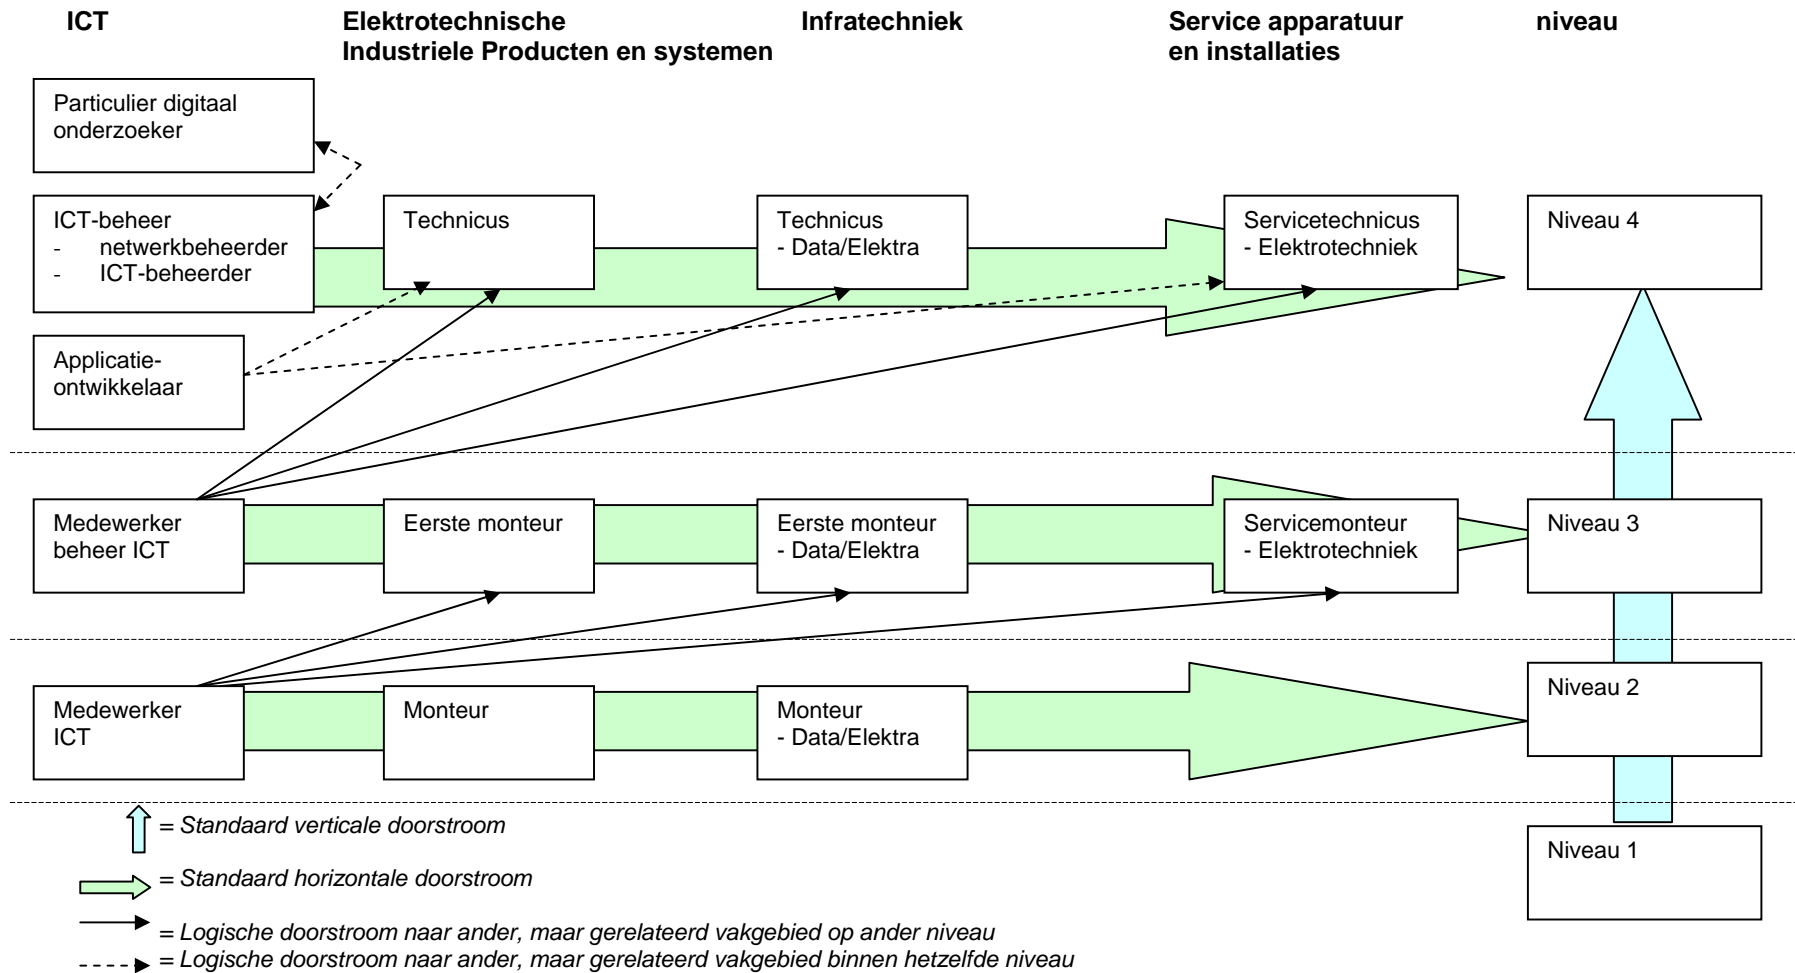 ICT
Elektrotechnische
Industriele Producten en systemen
Infratechniek
Service apparatuur
en installaties
niveau
Particulier digitaal
onderzoeker
ICT-beheer
- netwerkbeheerder
- ICT-beheerder
Technicus
Technicus
- Data/Elektra
Servicetechnicus
- Elektrotechniek
Niveau 4
Applicatie-
ontwikkelaar
Medewerker
beheer ICT
Eerste monteur
Eerste monteur
- Data/Elektra
Servicemonteur
- Elektrotechniek
Niveau 3
Medewerker
ICT
Monteur
Monteur
- Data/Elektra
Niveau 2
Niveau 1
= Standaard verticale doorstroom
= Standaard horizontale doorstroom
= Logische doorstroom naar ander, maar gerelateerd vakgebied op ander niveau
= Logische doorstroom naar ander, maar gerelateerd vakgebied binnen hetzelfde niveau